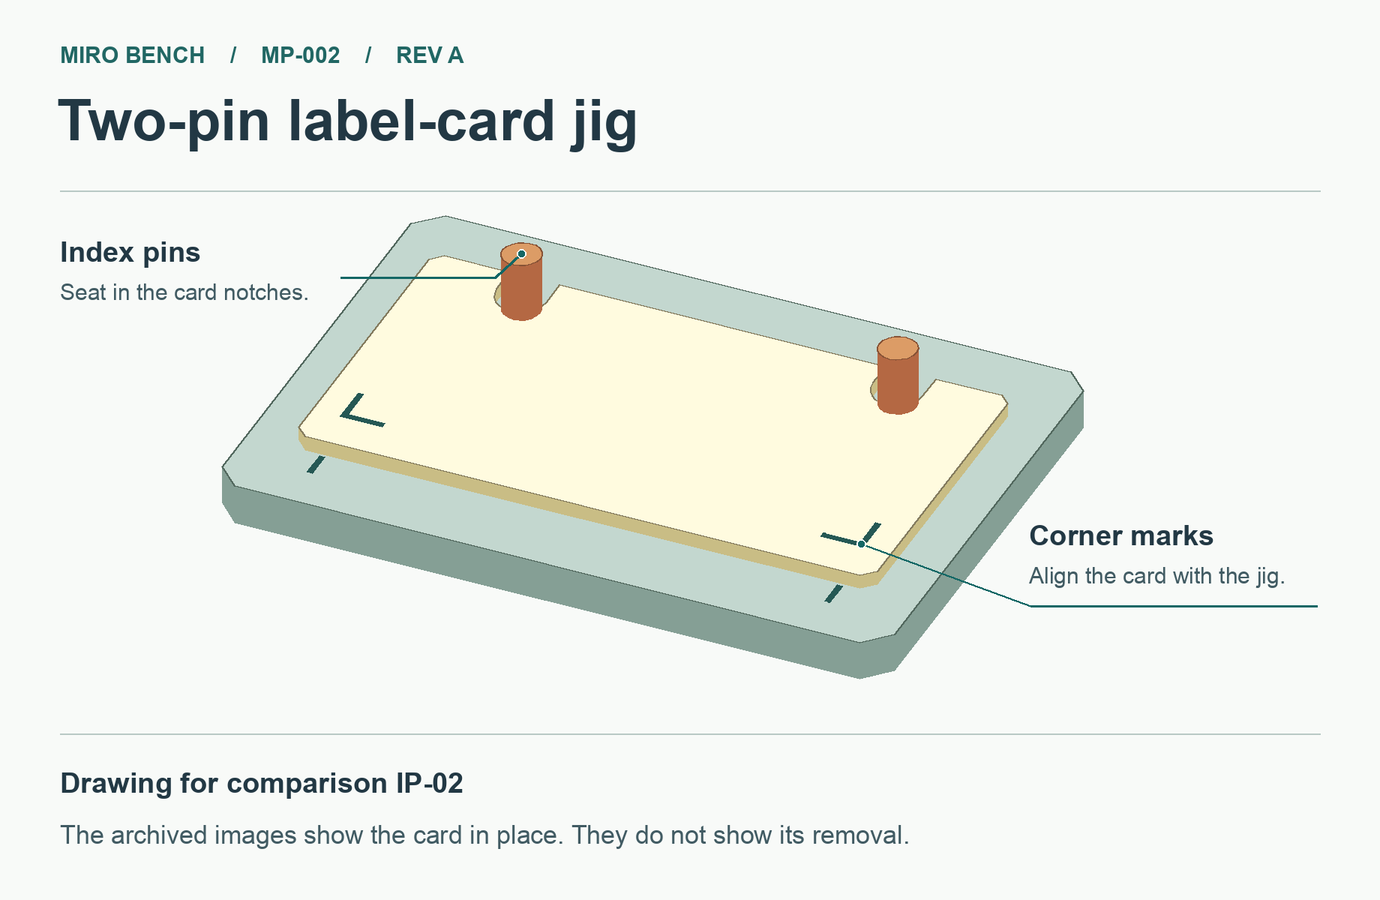 MIRO BENCH / MP-002 / REV A
Two-pin label-card jig
Index pins
Seat in the card notches.
Corner marks
Align the card with the jig.
Drawing for comparison IP-02
The archived images show the card in place. They do not show its removal.